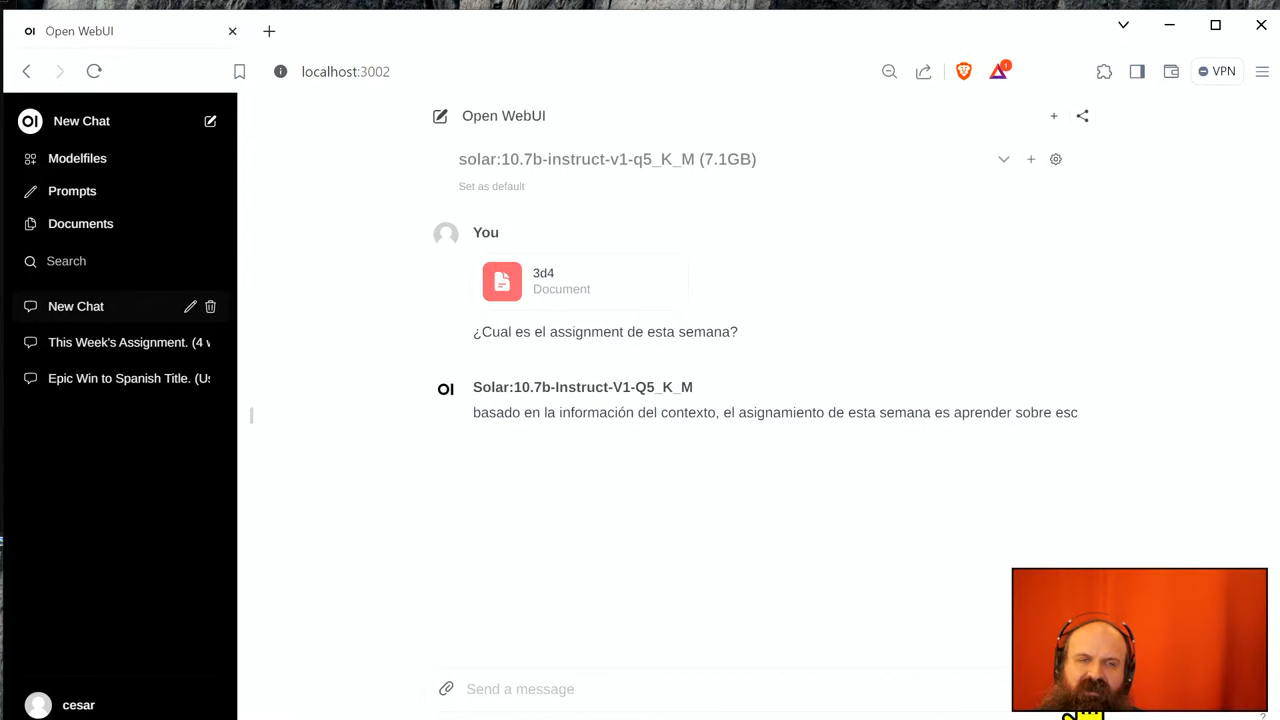 OI Open WebUI
localhost:3002
1
VPN
OI New Chat
Modelfiles
Prompts
Documents
Search
New Chat
This Week's Assignment. (4 w
Epic Win to Spanish Title. (Us
cesar
Open WebUI
solar:10.7b-instruct-v1-q5_K_M (7.1GB)
Set as default
You
3d4
Document
¿Cual es el assignment de esta semana?
OI Solar:10.7b-Instruct-V1-Q5_K_M
basado en la información del contexto, el asignamiento de esta semana es aprender sobre esc
Send a message